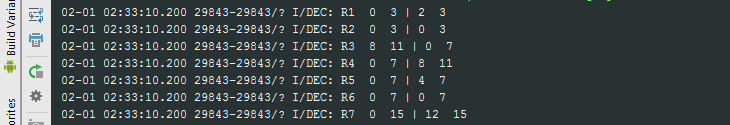 Build Varia
orites
02-01 02:33:10.200 29843-29843/? I/DEC: R1  0  3 | 2  3
02-01 02:33:10.200 29843-29843/? I/DEC: R2  0  3 | 0  3
02-01 02:33:10.200 29843-29843/? I/DEC: R3  8  11 | 0  7
02-01 02:33:10.200 29843-29843/? I/DEC: R4  0  7 | 8  11
02-01 02:33:10.200 29843-29843/? I/DEC: R5  0  7 | 4  7
02-01 02:33:10.200 29843-29843/? I/DEC: R6  0  7 | 0  7
02-01 02:33:10.200 29843-29843/? I/DEC: R7  0  15 | 12  15